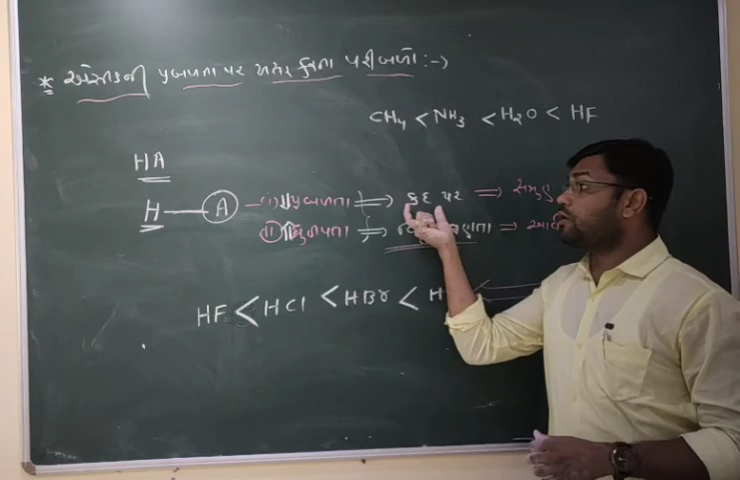 * એસિડની પ્રબળતા પર અસર કરતા પરીબળો :-)
CH4 < NH3 < H2O < HF
HA
H — A (i) પ્રબળતા ⇒ કદ પર ⇒ સમુહ
(ii) ⇒ ⇒
HF < HCl < HBr < H